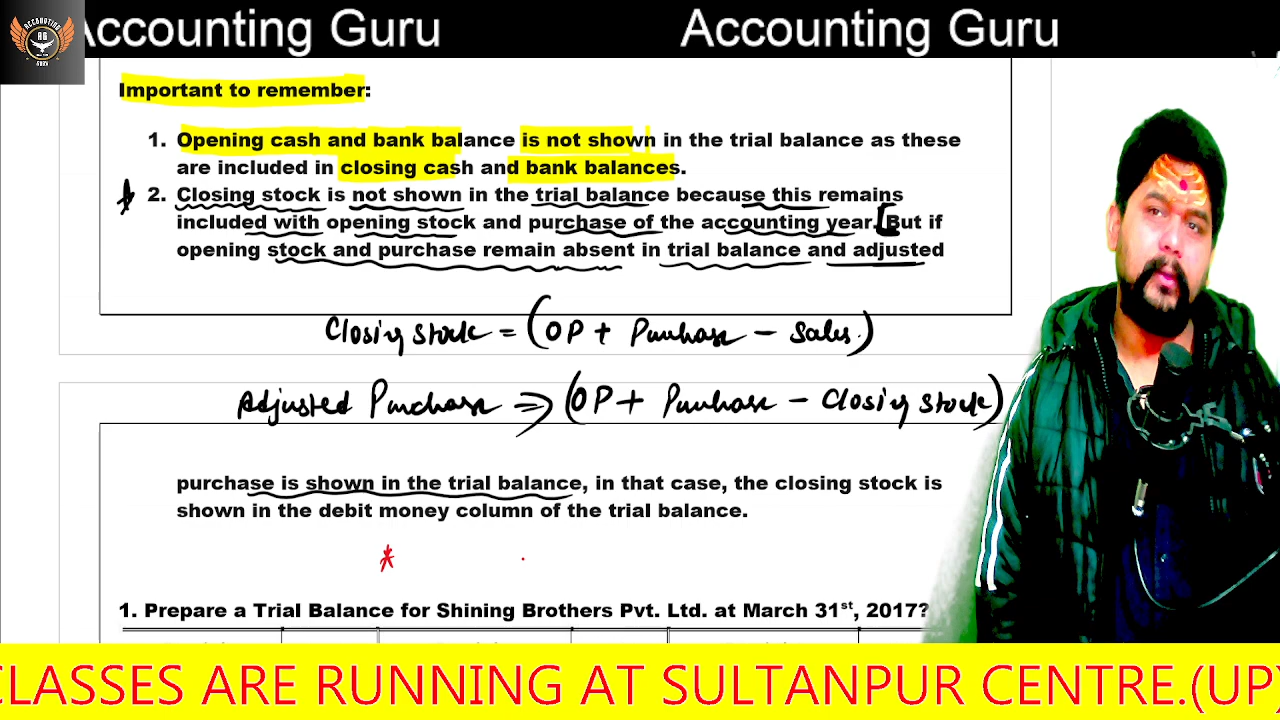 Accounting Guru
Accounting Guru
ACCOUNTING
AG
GURU
Important to remember:
1. Opening cash and bank balance is not shown in the trial balance as these
are included in closing cash and bank balances.
2. Closing stock is not shown in the trial balance because this remains
included with opening stock and purchase of the accounting year. [But if
opening stock and purchase remain absent in trial balance and adjusted
Closing stock = (OP + Purchase - Sales.)
Adjusted Purchase ⇒ (OP + Purchase - Closing stock)
purchase is shown in the trial balance, in that case, the closing stock is
shown in the debit money column of the trial balance.
1. Prepare a Trial Balance for Shining Brothers Pvt. Ltd. at March 31st, 2017?
CLASSES ARE RUNNING AT SULTANPUR CENTRE.(UP)